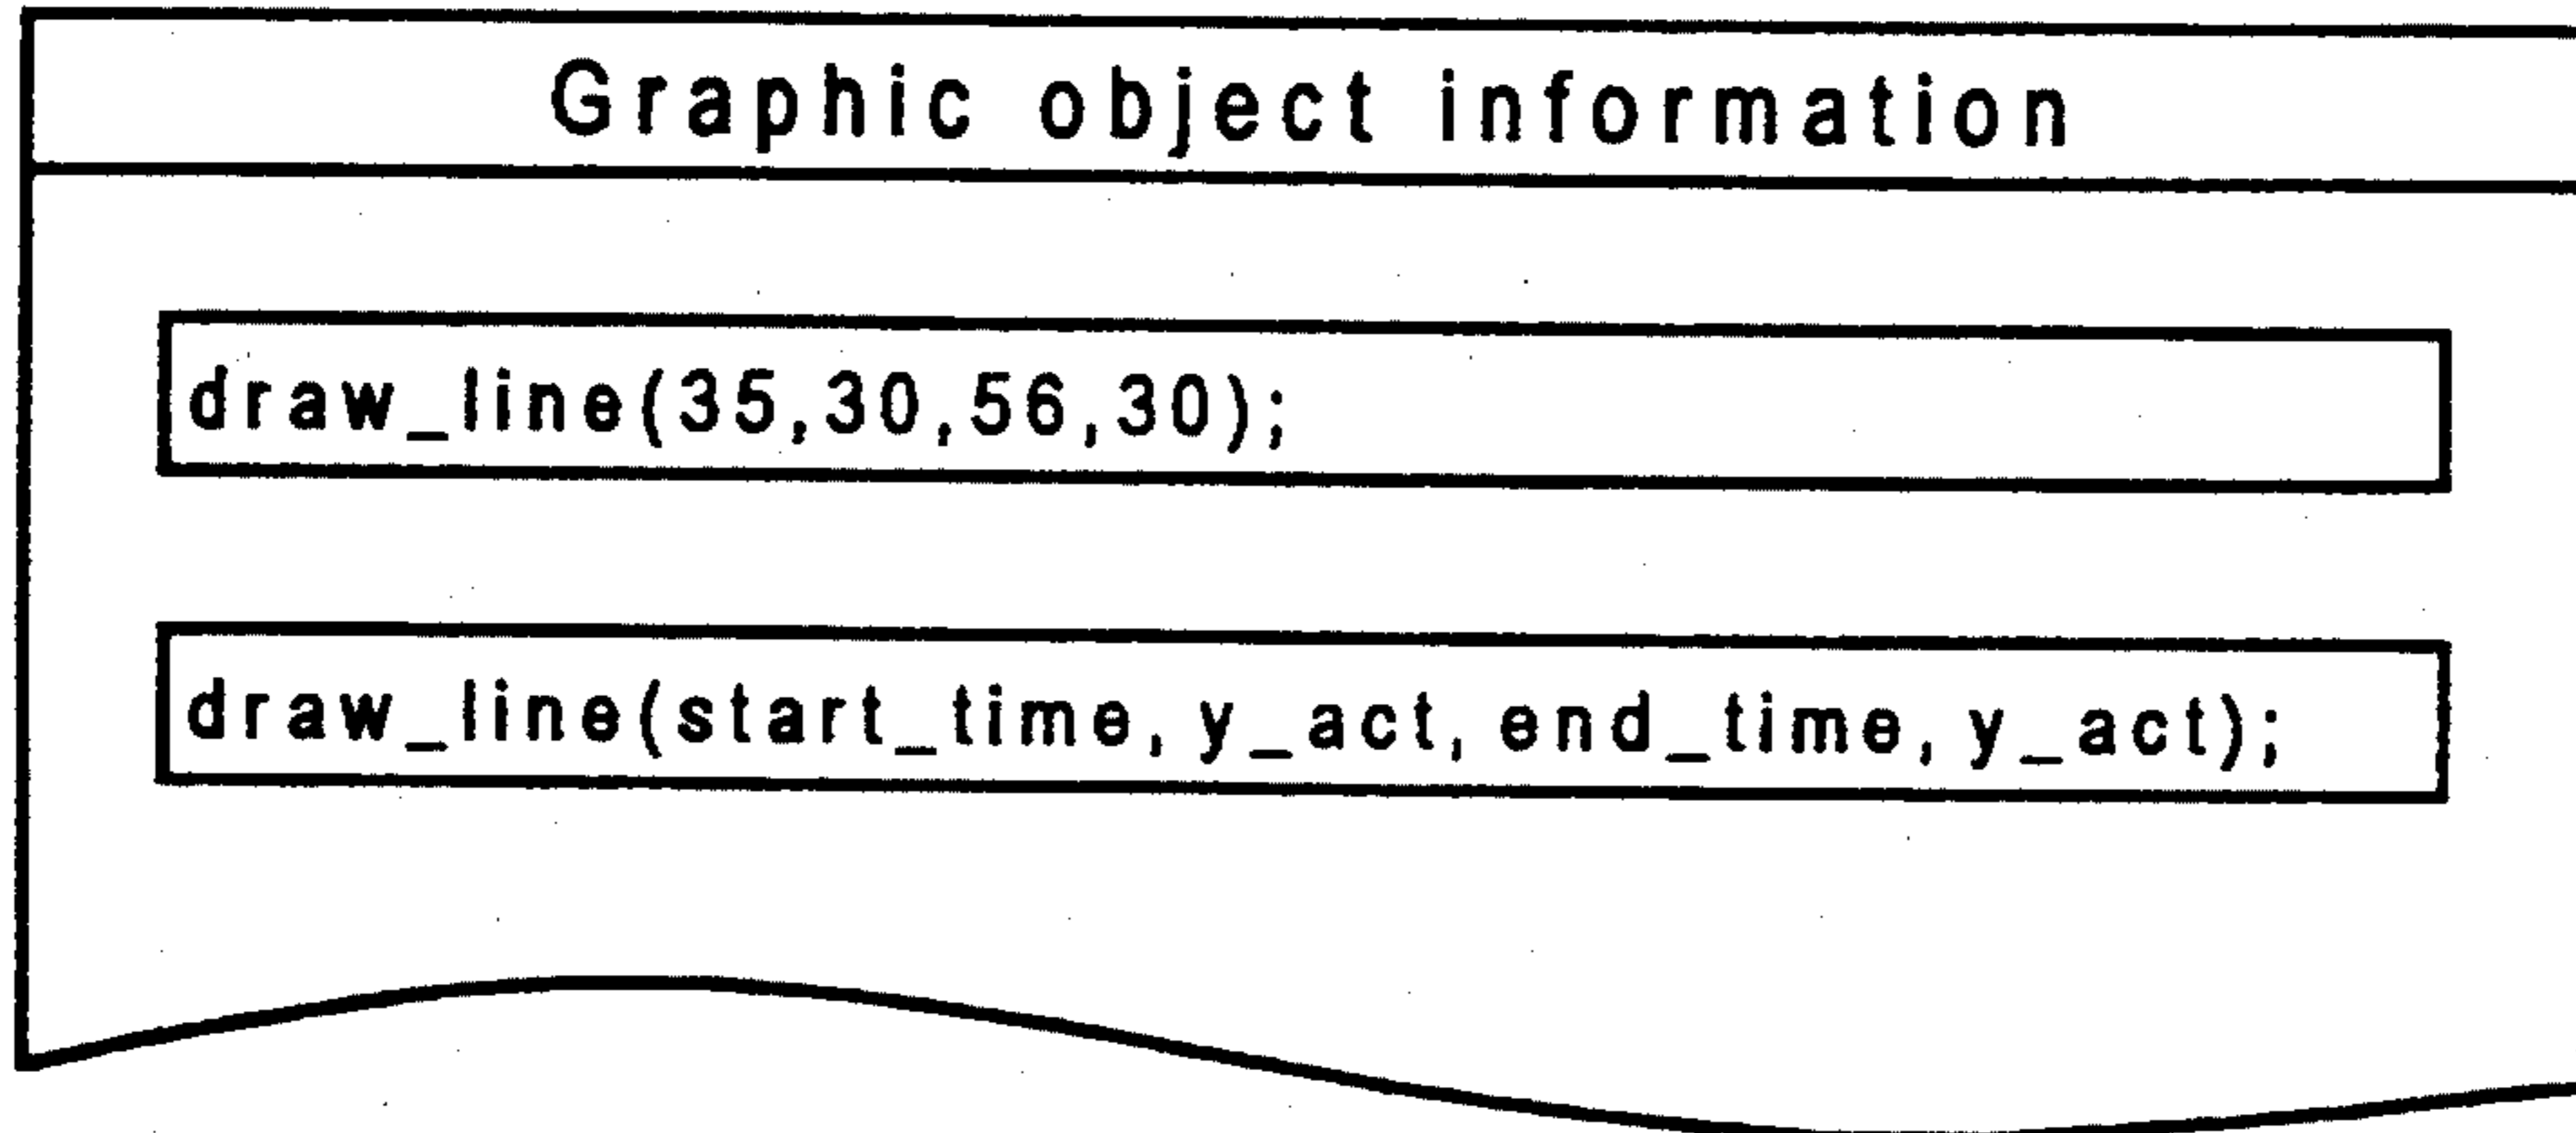 Graphic object information
draw_line(35,30,56,30);
draw_line(start_time, y_act, end_time, y_act);